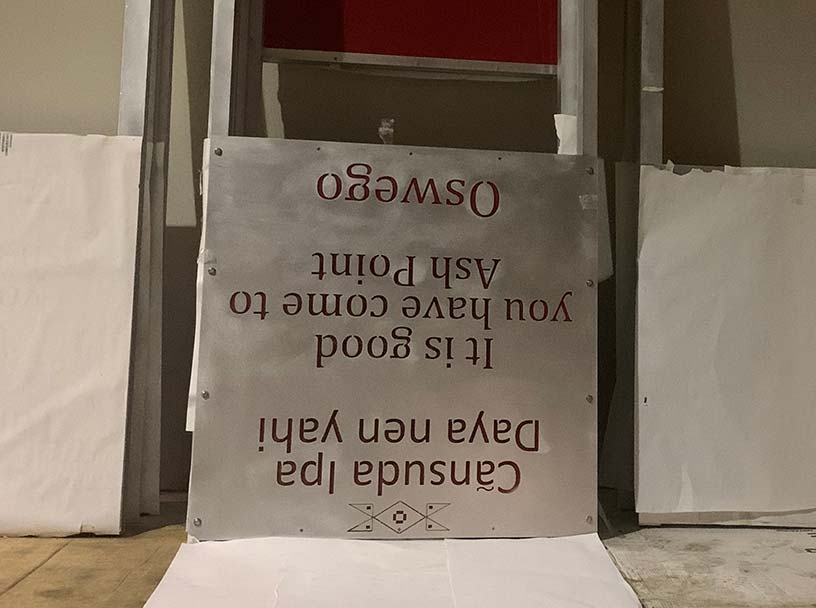 Cãnsuda Ipa
Daya nen yahi
It is good
you have come to
Ash Point
Oswego